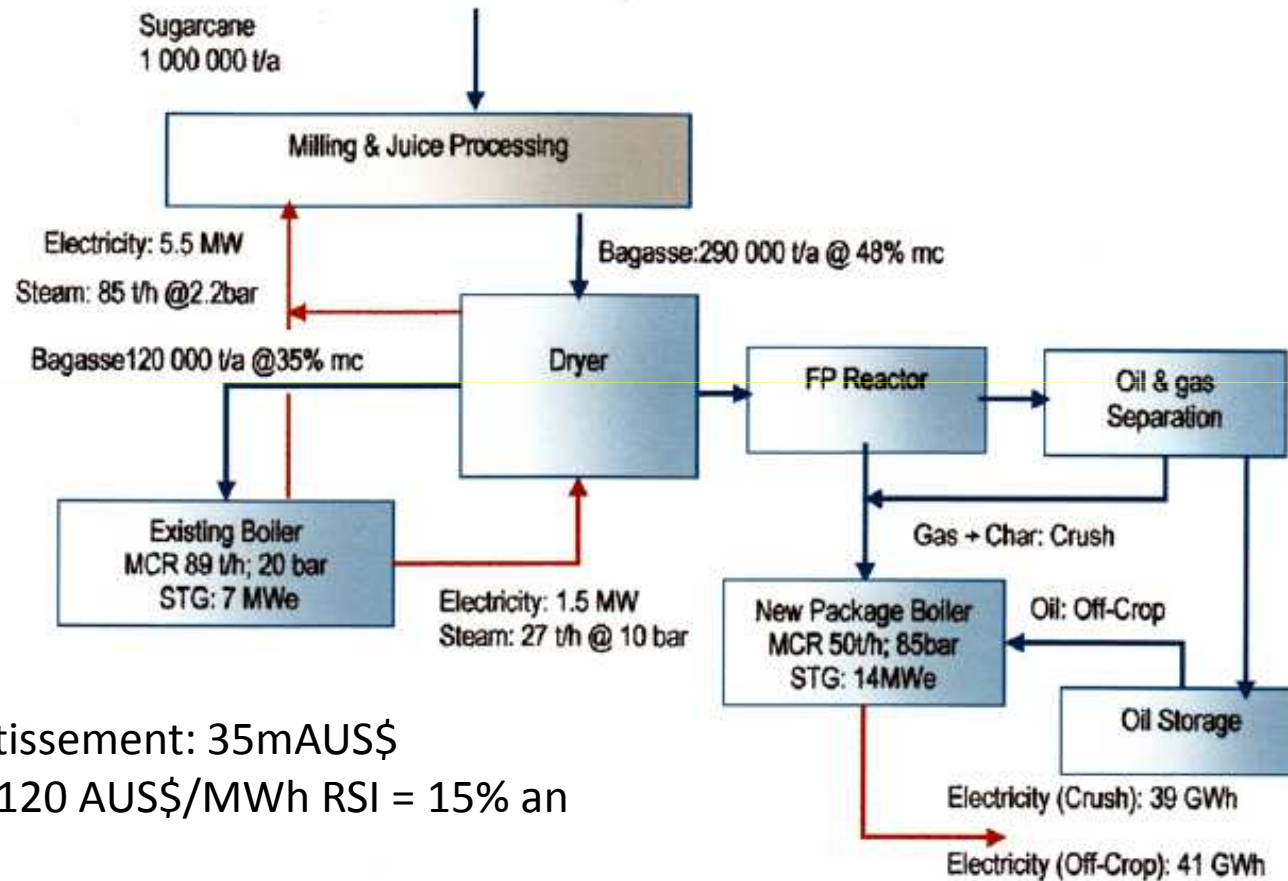 Sugarcane
1 000 000 t/a
Milling & Juice Processing
Electricity: 5.5 MW
Steam: 85 t/h @2.2bar
Bagasse:290 000 t/a @ 48% mc
Bagasse120 000 t/a @35% mc
Dryer
FP Reactor
Oil & gas
Separation
Existing Boiler
MCR 89 t/h; 20 bar
STG: 7 MWe
Electricity: 1.5 MW
Steam: 27 t/h @ 10 bar
Gas + Char: Crush
New Package Boiler
MCR 50t/h; 85bar
STG: 14MWe
Oil: Off-Crop
Oil Storage
tissement: 35mAUS$
120 AUS$/MWh RSI = 15% an
Electricity (Crush): 39 GWh
Electricity (Off-Crop): 41 GWh